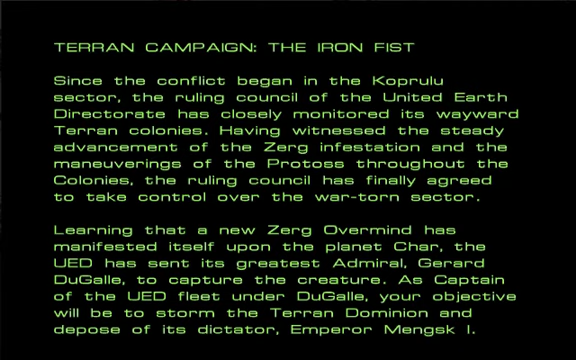 TERRAN CAMPAIGN: THE IRON FIST
Since the conflict began in the Koprulu
sector, the ruling council of the United Earth
Directorate has closely monitored its wayward
Terran colonies. Having witnessed the steady
advancement of the Zerg infestation and the
maneuverings of the Protoss throughout the
Colonies, the ruling council has finally agreed
to take control over the war-torn sector.
Learning that a new Zerg Overmind has
manifested itself upon the planet Char, the
UED has sent its greatest Admiral, Gerard
DuGalle, to capture the creature. As Captain
of the UED fleet under DuGalle, your objective
will be to storm the Terran Dominion and
depose of its dictator, Emperor Mengsk I.